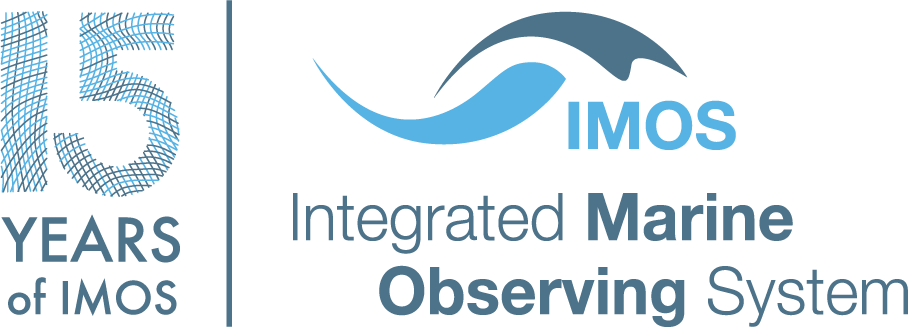 15
YEARS
of IMOS
IMOS
Integrated Marine
Observing System